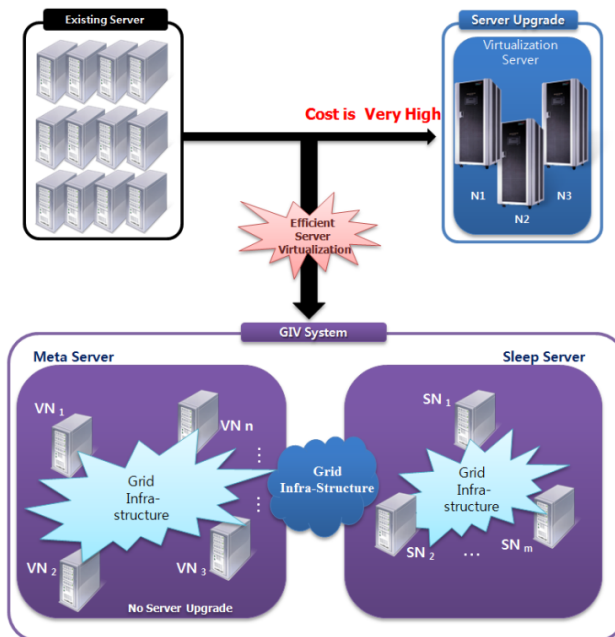 Existing Server
Server Upgrade
Virtualization
Server
Cost is Very High
N1
N2
N3
Efficient
Server
Virtualization
GIV System
Meta Server
Sleep Server
VN 1
VN n
SN 1
⋮
Grid
Infra-
structure
Grid
Infra-Structure
Grid
Infra-
structure
⋮
VN 2
VN 3
SN 2
...
SN m
No Server Upgrade